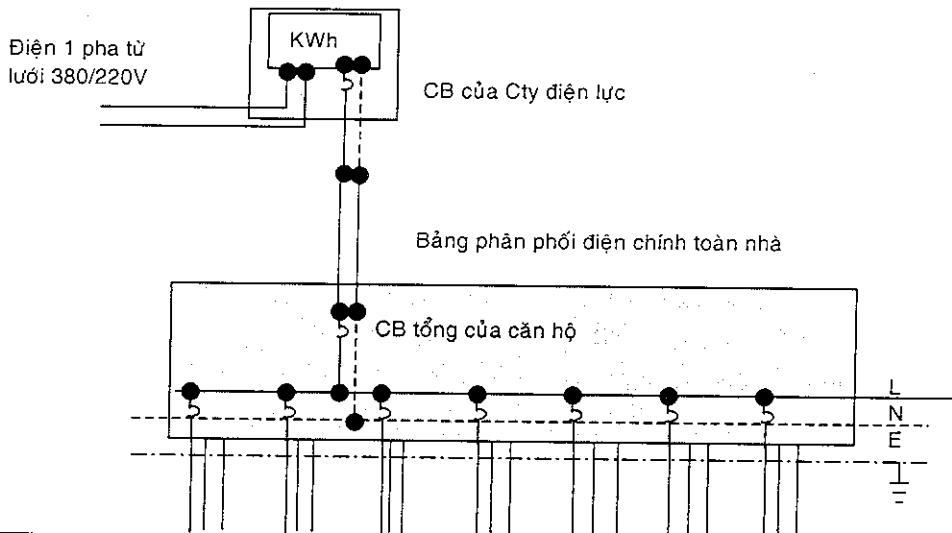 KWh
Điện 1 pha từ
lưới 380/220V
CB của Cty điện lực
Bảng phân phối điện chính toàn nhà
CB tổng của căn hộ
L
N
E